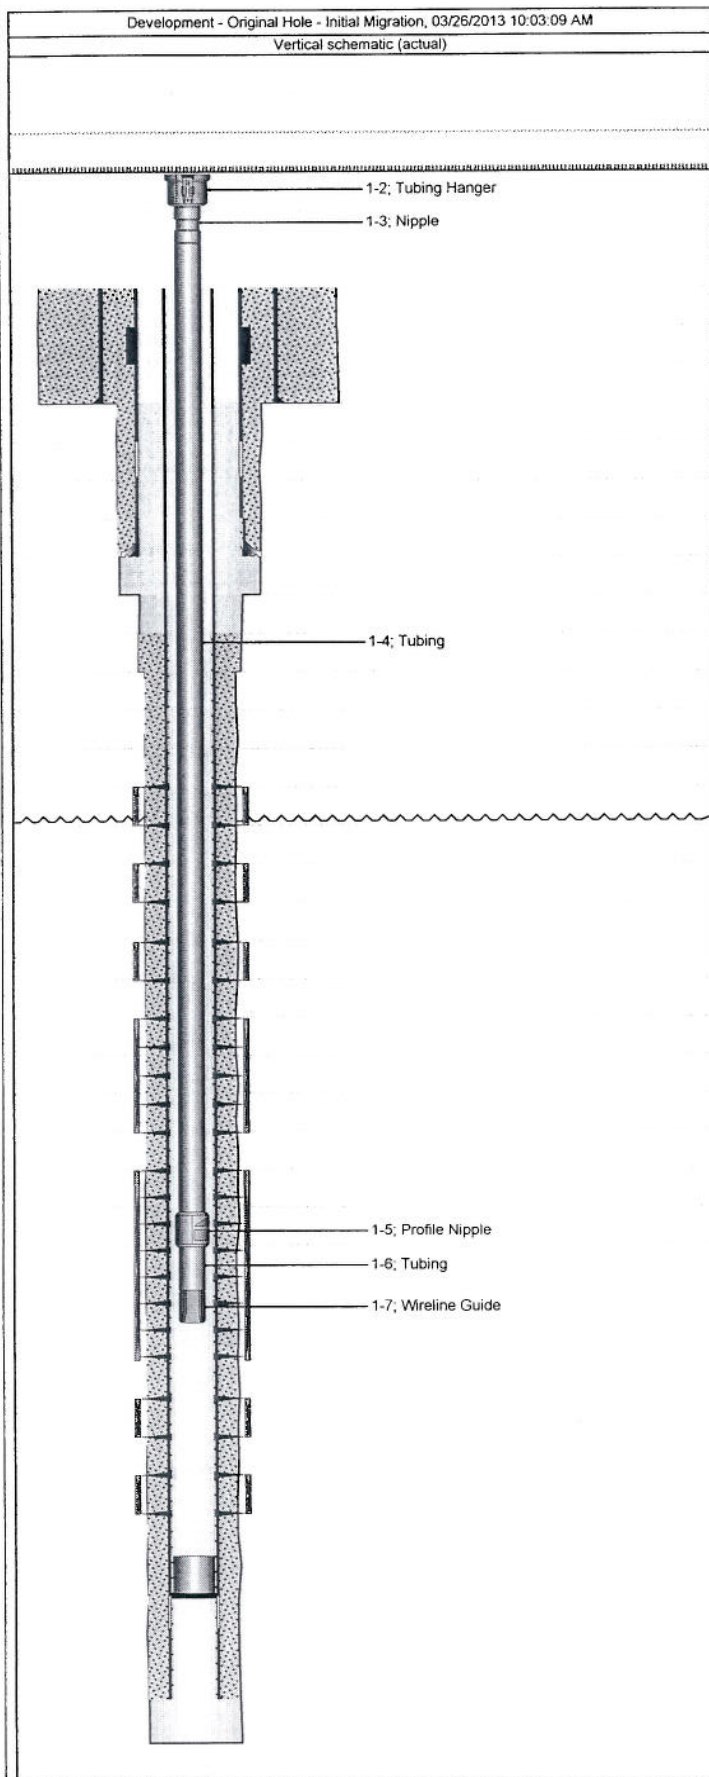 Development - Original Hole - Initial Migration, 03/26/2013 10:03:09 AM
Vertical schematic (actual)
1-2; Tubing Hanger
1-3; Nipple
1-4; Tubing
1-5; Profile Nipple
1-6; Tubing
1-7; Wireline Guide